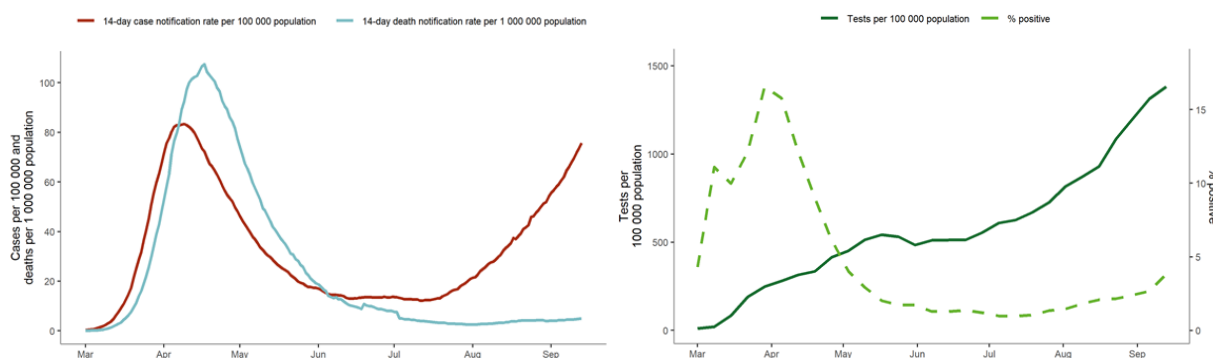 14-day case notification rate per 100 000 population
14-day death notification rate per 1 000 000 population
Cases per 100 000 and
deaths per 1 000 000 population
100
80
60
40
20
0
Mar
Apr
May
Jun
Jul
Aug
Sep
Tests per 100 000 population
% positive
Tests per
100 000 population
1500
1000
500
0
15
10
5
0
% positive
Mar
Apr
May
Jun
Jul
Aug
Sep